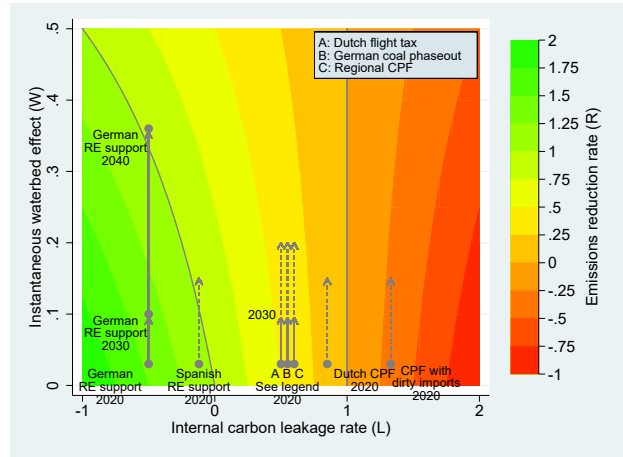 A: Dutch flight tax
B: German coal phaseout
C: Regional CPF
Instantaneous waterbed effect (W)
.5
.4
.3
.2
.1
0
German
RE support
2040
German
RE support
2030
2030
German
RE support
2020
Spanish
RE support
2020
A B C
See legend
2020
Dutch CPF
2020
CPF with
dirty imports
2020
-1
0
1
2
Internal carbon leakage rate (L)
2
1.75
1.5
1.25
1
.75
.5
.25
0
-.25
-.5
-.75
-1
Emissions reduction rate (R)